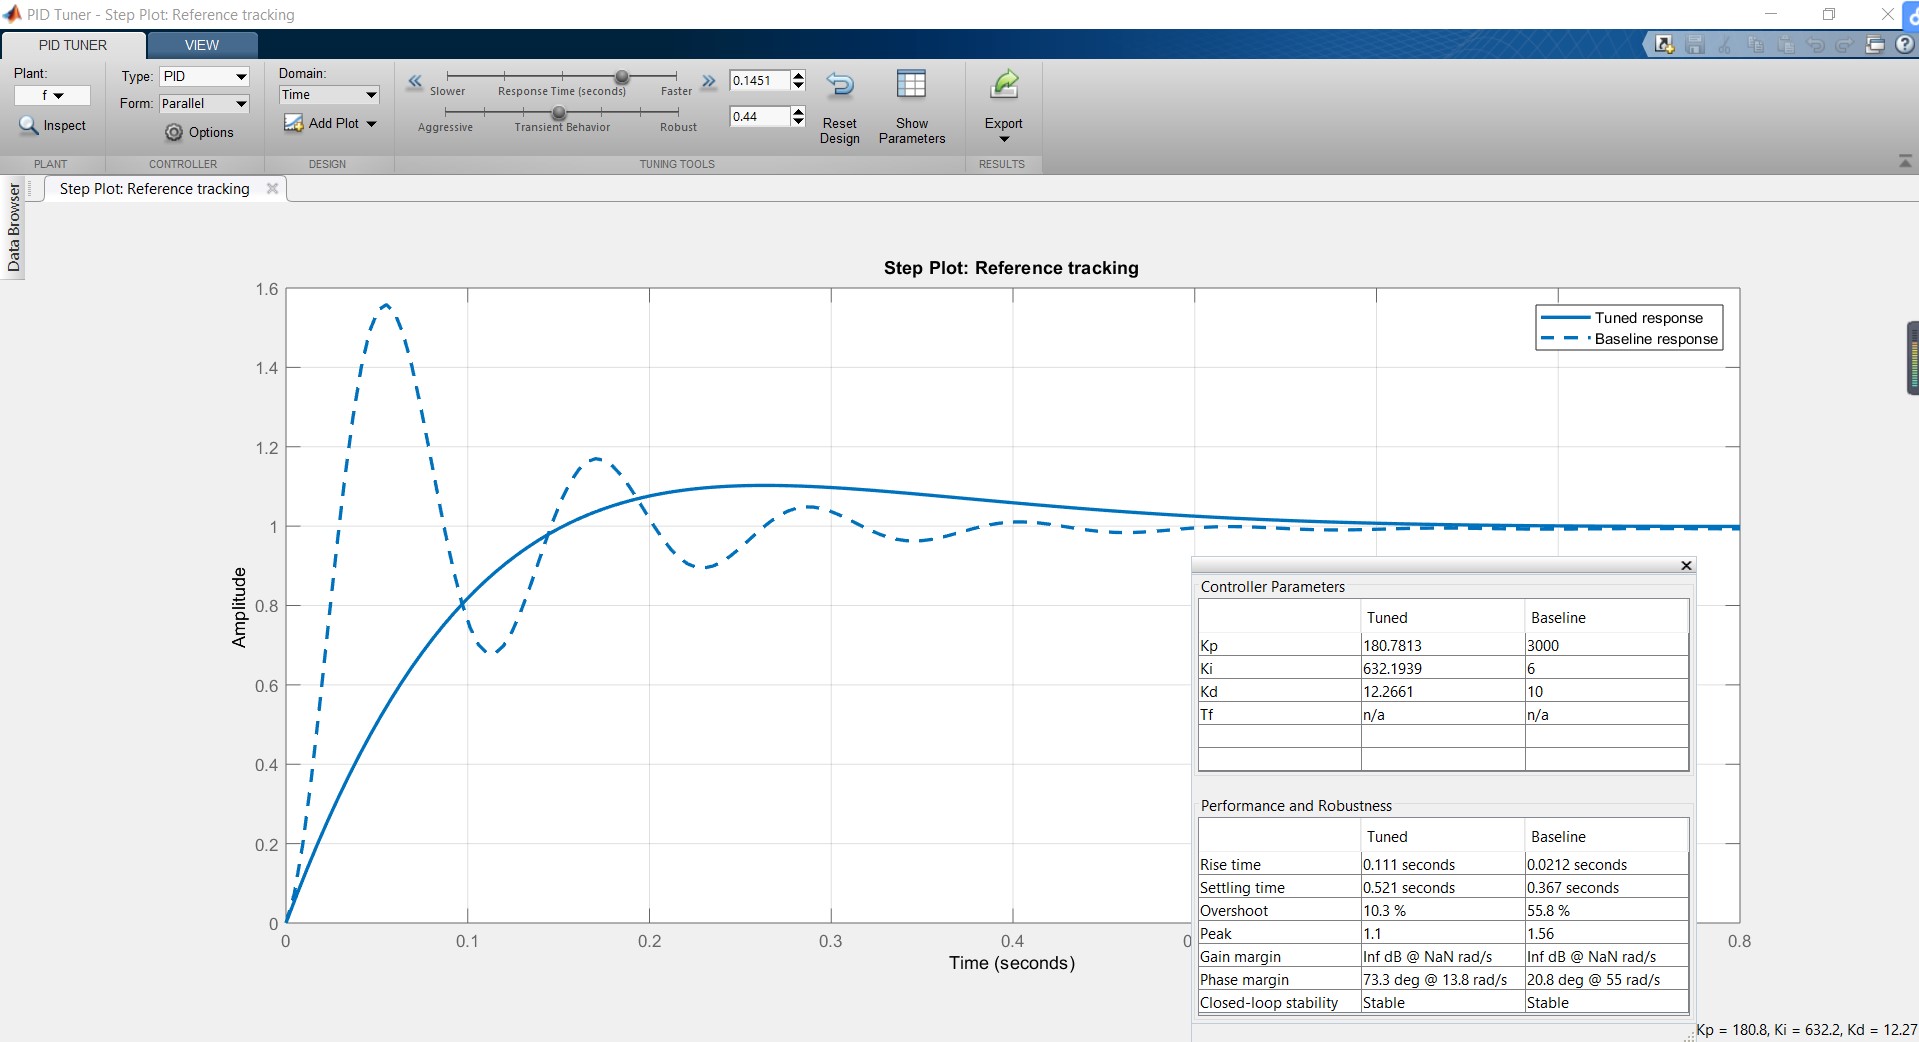 PID Tuner - Step Plot: Reference tracking
PID TUNER
VIEW
Plant:
f
Inspect
PLANT
Type: PID
Form: Parallel
Options
CONTROLLER
Domain:
Time
Add Plot
DESIGN
Slower
Response Time (seconds)
Faster
0.1451
Aggressive
Transient Behavior
Robust
0.44
Reset
Design
Show
Parameters
TUNING TOOLS
Export
RESULTS
Data Browser
Step Plot: Reference tracking
Step Plot: Reference tracking
Tuned response
Baseline response
Amplitude
1.6
1.4
1.2
1
0.8
0.6
0.4
0.2
0
0 0.1 0.2 0.3 0.4 0 0.8
Time (seconds)
Controller Parameters
Tuned Baseline
Kp 180.7813 3000
Ki 632.1939 6
Kd 12.2661 10
Tf n/a n/a
Performance and Robustness
Tuned Baseline
Rise time 0.111 seconds 0.0212 seconds
Settling time 0.521 seconds 0.367 seconds
Overshoot 10.3 % 55.8 %
Peak 1.1 1.56
Gain margin Inf dB @ NaN rad/s Inf dB @ NaN rad/s
Phase margin 73.3 deg @ 13.8 rad/s 20.8 deg @ 55 rad/s
Closed-loop stability Stable Stable
Kp = 180.8, Ki = 632.2, Kd = 12.27